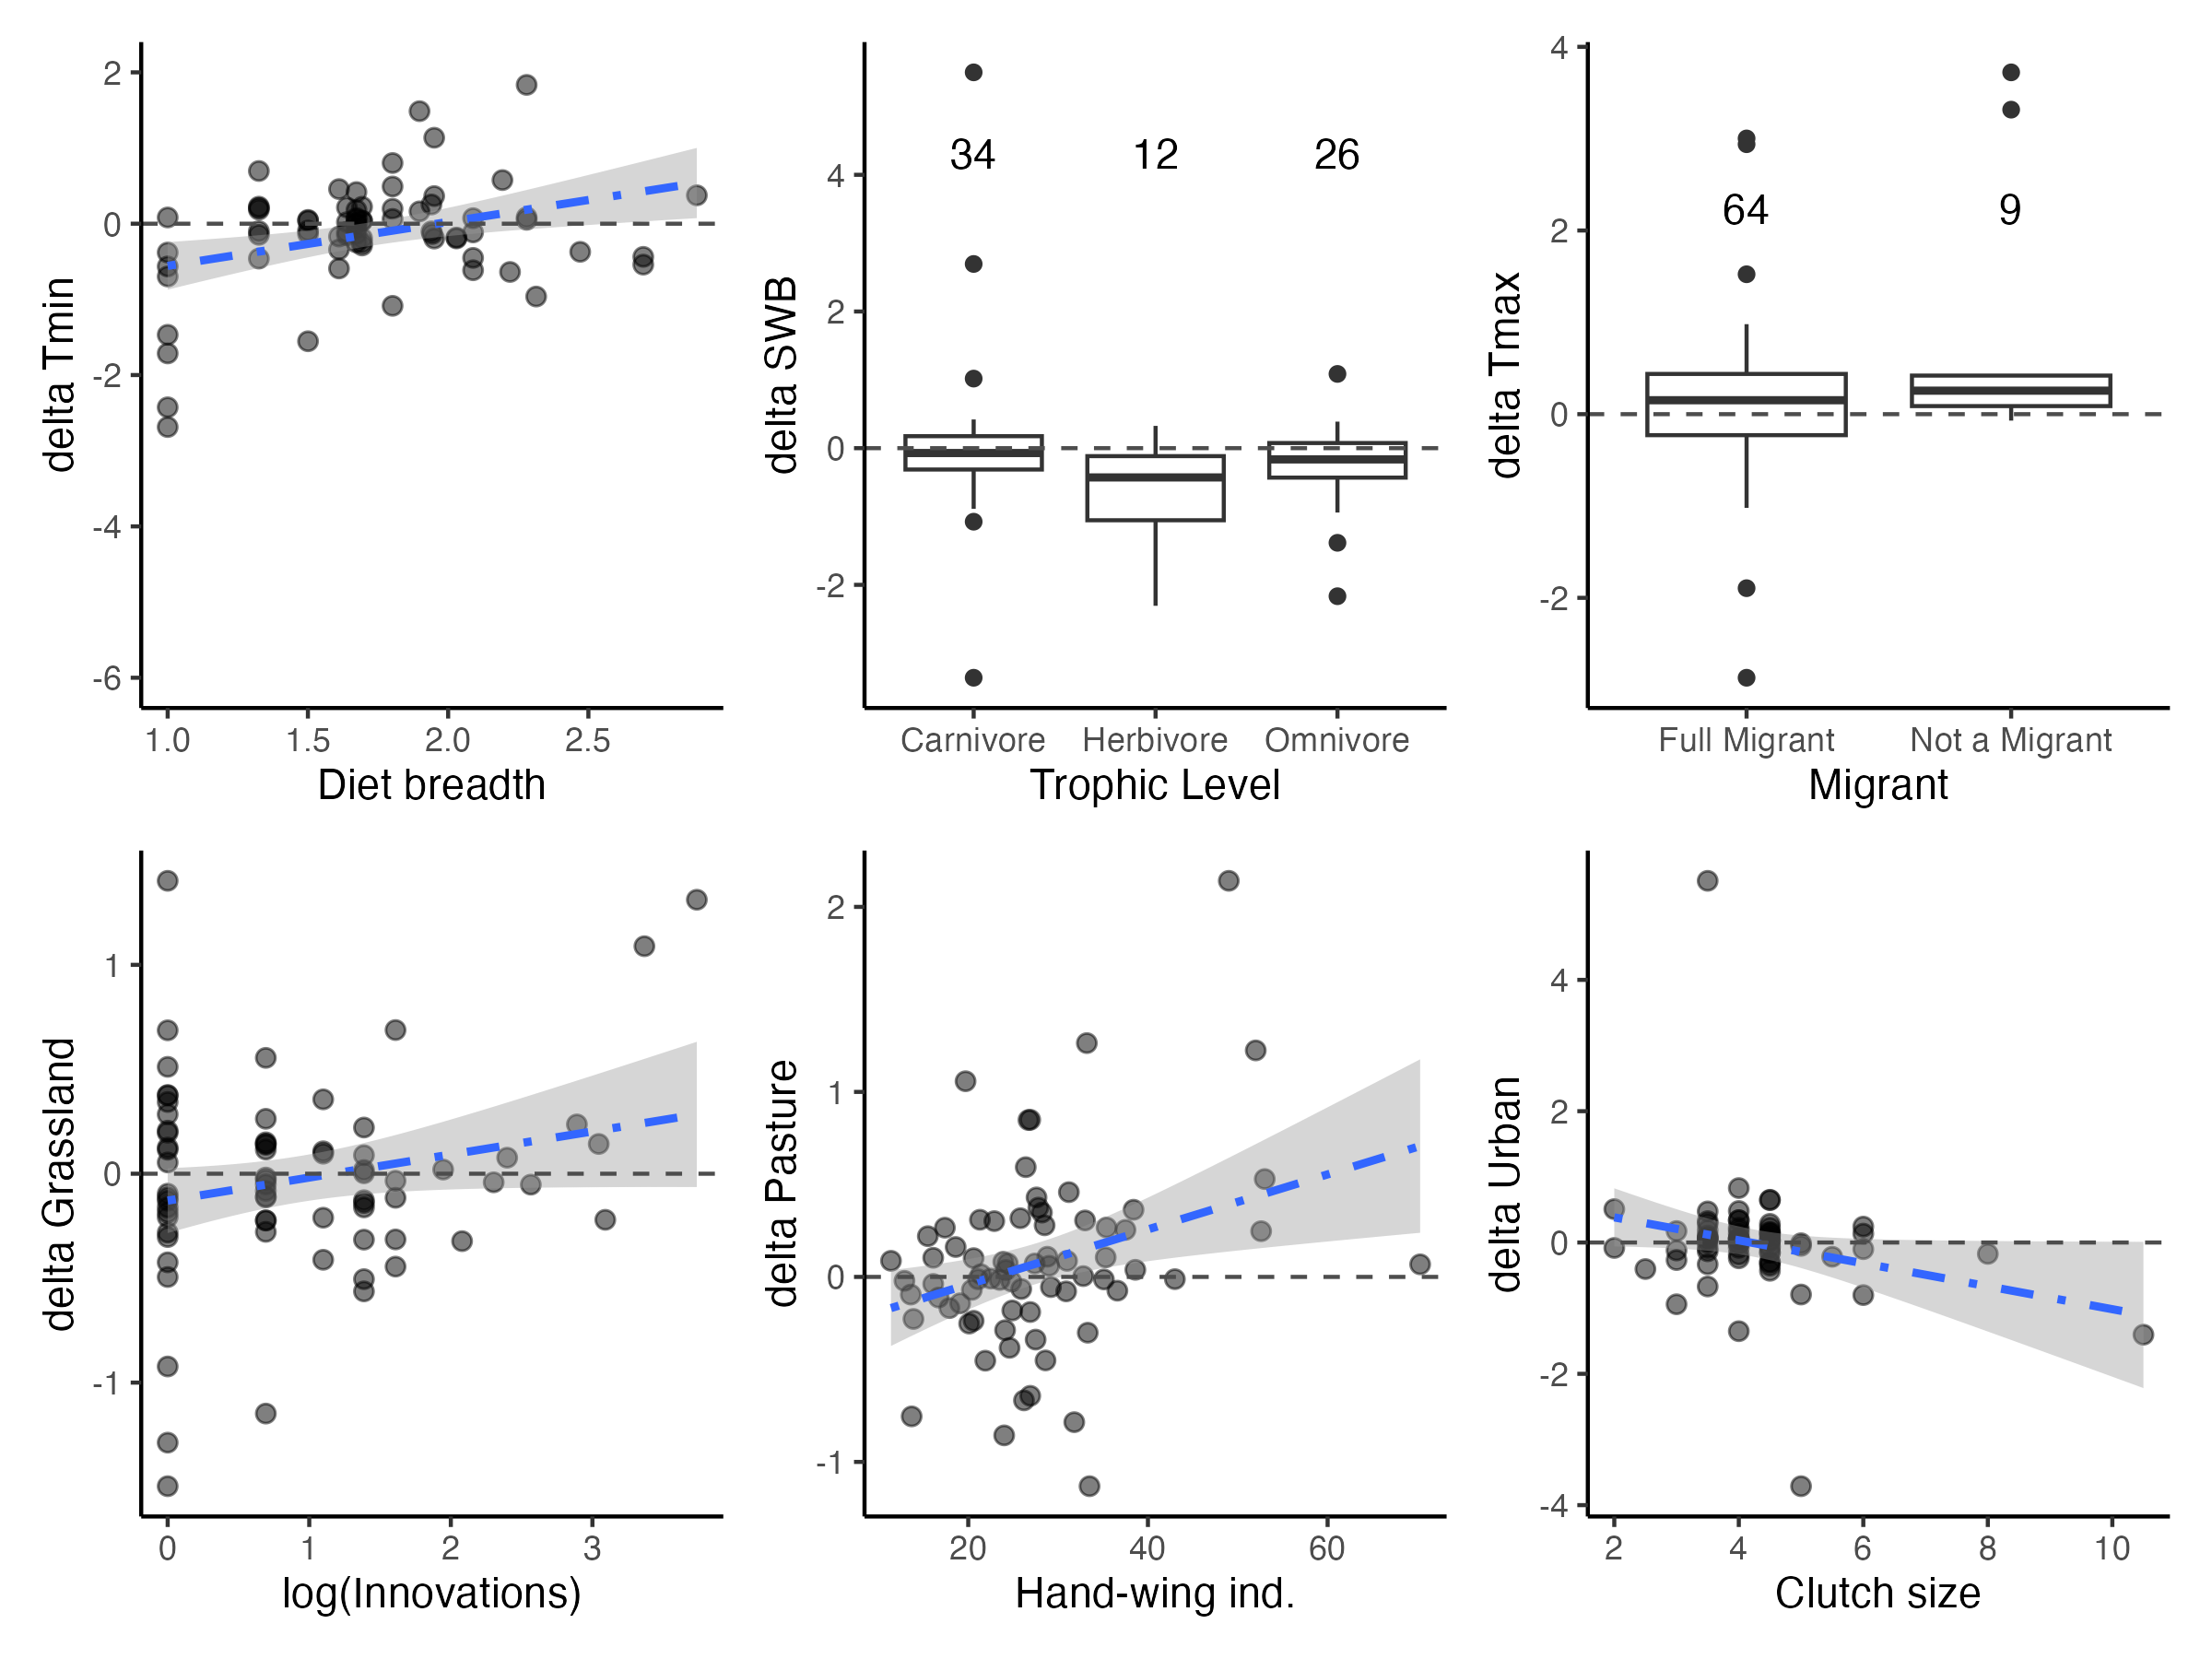 2
0
-2
-4
-6
delta Tmin
1.0 1.5 2.0 2.5
Diet breadth
34 12 26
4
2
0
-2
delta SWB
Carnivore Herbivore Omnivore
Trophic Level
4
64 9
2
0
-2
delta Tmax
Full Migrant Not a Migrant
Migrant
1
0
-1
delta Grassland
0 1 2 3
log(Innovations)
2
1
0
-1
delta Pasture
20 40 60
Hand-wing ind.
4
2
0
-2
-4
delta Urban
2 4 6 8 10
Clutch size